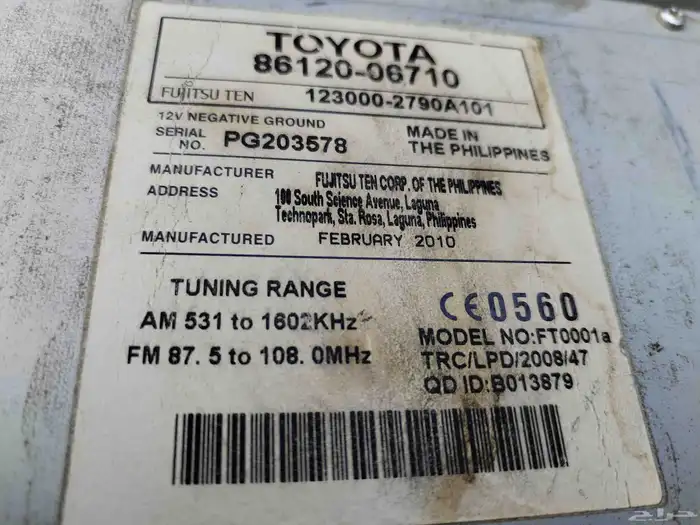 TOYOTA
86120-06710
FUJITSU TEN 123000-2790A101
12V NEGATIVE GROUND
SERIAL NO. PG203578
MADE IN THE PHILIPPINES
MANUFACTURER FUJITSU TEN CORP. OF THE PHILIPPINES
ADDRESS 100 South Science Avenue, Laguna
Technopark, Sta. Rosa, Laguna, Philippines
MANUFACTURED FEBRUARY 2010
TUNING RANGE
AM 531 to 1602KHz
FM 87.5 to 108.0MHz
CE0560
MODEL NO:FT0001a
TRC/LPD/2008/47
QD ID:B013879
حراج